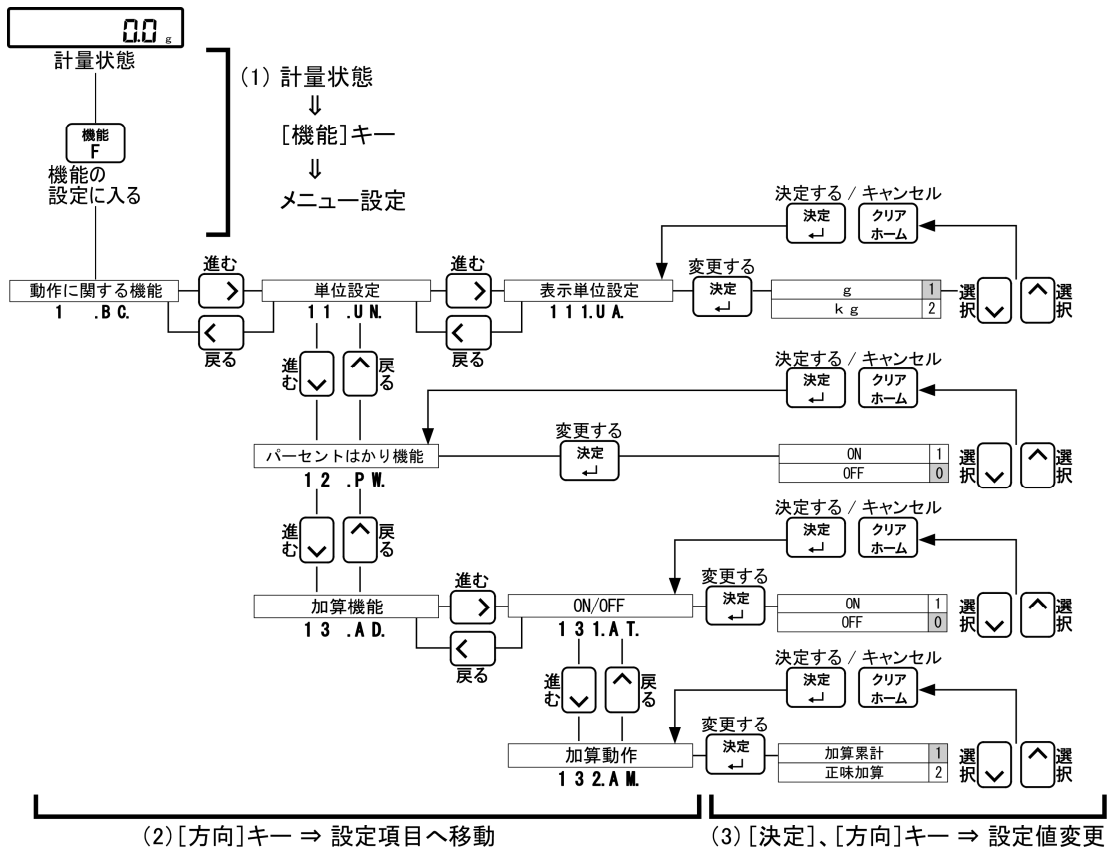 0.0 g
計量状態
機能
F
機能の
設定に入る
(1) 計量状態
⇓
[機能]キー
⇓
メニュー設定
決定する / キャンセル
決定
クリア
ホーム
動作に関する機能
1 .BC.
進む
戻る
単位設定
11 .UN.
進む
戻る
表示単位設定
111.UA.
変更する
決定
g 1
kg 2
選択
選択
進む
戻る
決定する / キャンセル
決定
クリア
ホーム
パーセントはかり機能
12 .PW.
変更する
決定
ON 1
OFF 0
選択
選択
進む
戻る
決定する / キャンセル
決定
クリア
ホーム
加算機能
13 .AD.
進む
戻る
ON/OFF
131.AT.
変更する
決定
ON 1
OFF 0
選択
選択
進む
戻る
決定する / キャンセル
決定
クリア
ホーム
加算動作
132.AM.
変更する
決定
加算累計 1
正味加算 2
選択
選択
(2)[方向]キー ⇒ 設定項目へ移動
(3)[決定]、[方向]キー ⇒ 設定値変更